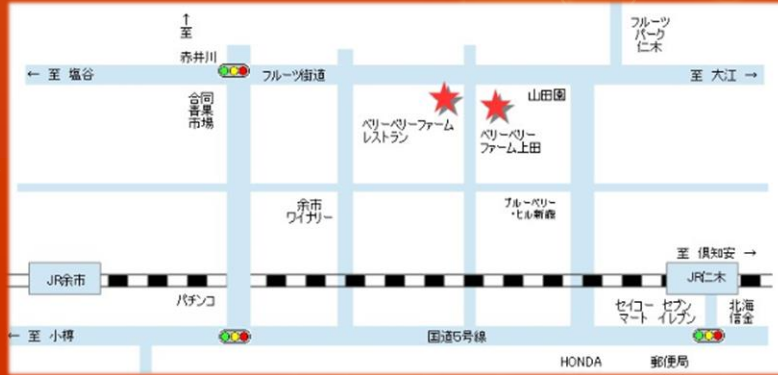 ↑
至
赤井川
フルーツ
パーク
仁木
← 至 塩谷
フルーツ街道
至 大江 →
合同
青果
市場
ベリーベリーファーム
レストラン
山田園
ベリーベリー
ファーム上田
余市
ワイナリー
ブルーベリー
・ヒル新霞
至 倶知安 →
JR余市
JR仁木
パチンコ
セイコー
マート
セブン
イレブン
北海
信金
← 至 小樽
国道5号線
HONDA
郵便局